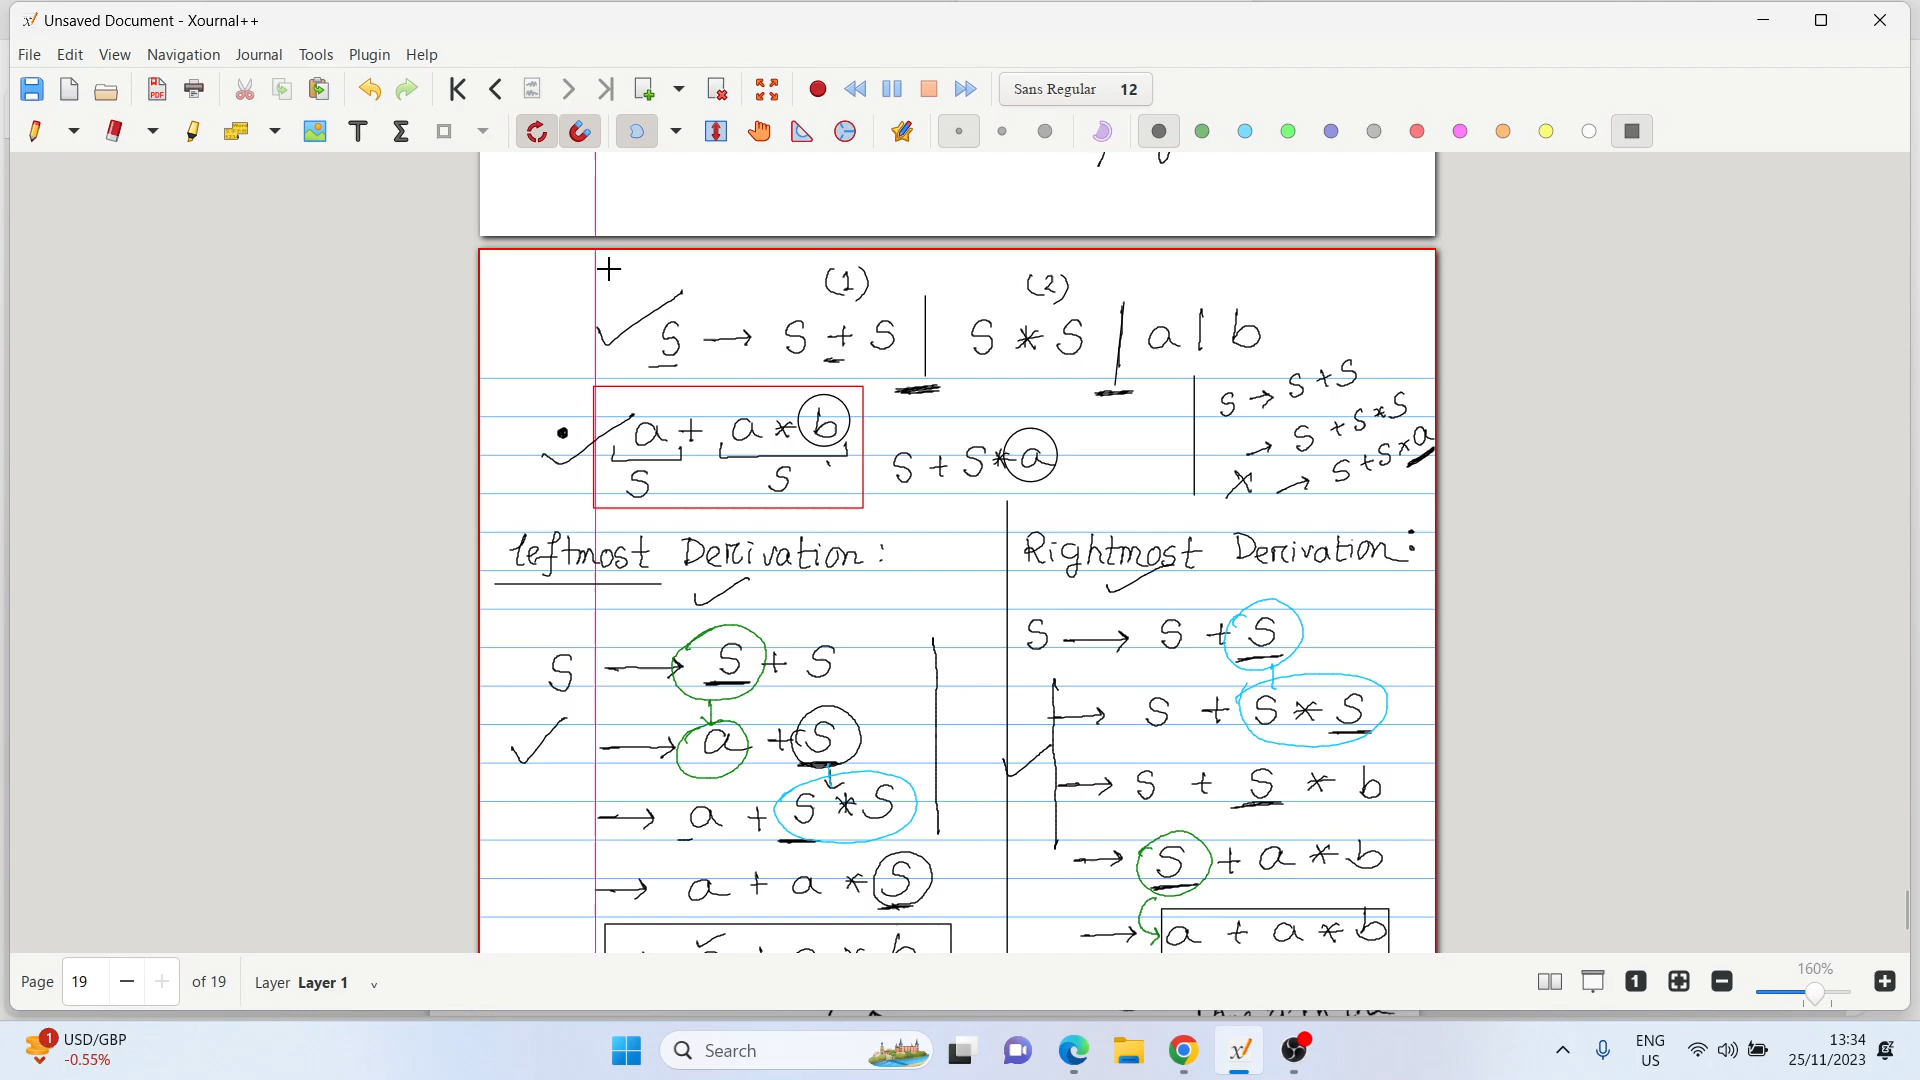 Unsaved Document - Xournal++
File Edit View Navigation Journal Tools Plugin Help
Sans Regular 12
(1) (2)
S → S + S | S * S | a | b
a + a * b
S S
S + S * a
S → S + S
→ S + S * S
X → S + S * a
leftmost Derivation :
S → S + S
→ a + S
→ a + S * S
→ a + a * S
Rightmost Derivation :
S → S + S
→ S + S * S
→ S + S * b
→ S + a * b
→ a + a * b
Page 19 of 19 Layer Layer 1
160%
USD/GBP
-0.55%
1
Search
ENG
US
13:34
25/11/2023